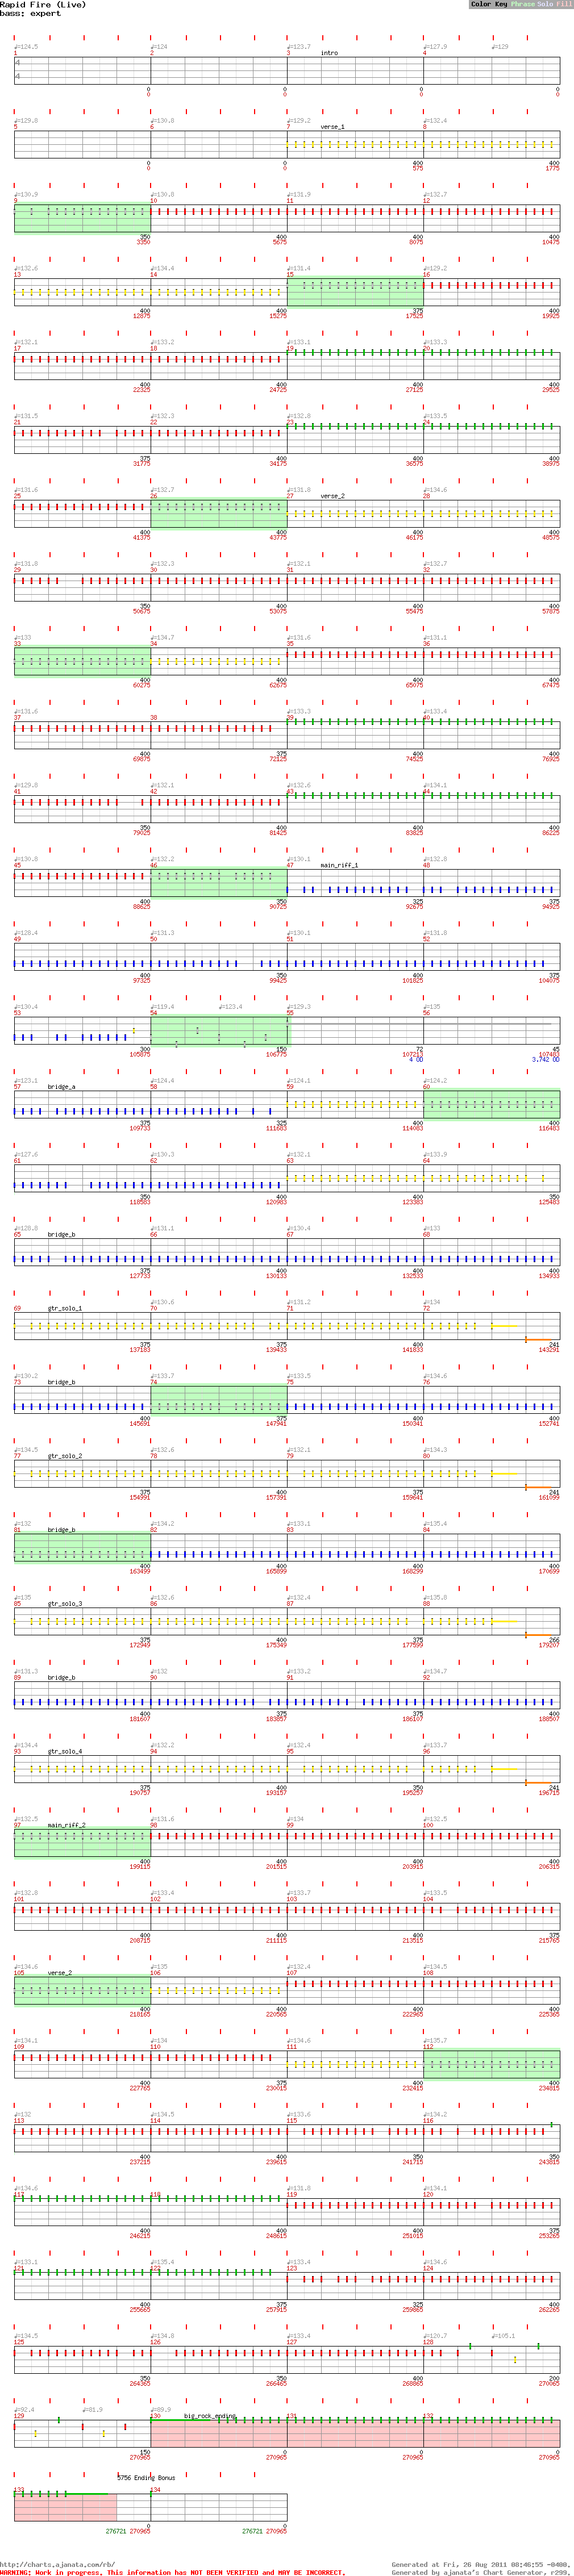 Rapid Fire (Live)
bass: expert
Color Key Phrase Solo Fill
♩=124.5 ♩=124 ♩=123.7 ♩=127.9 ♩=129
1 2 3 intro 4
4
4
0 0 0 0
0 0 0 0
♩=129.8 ♩=130.8 ♩=129.2 ♩=132.4
5 6 7 verse_1 8
0 0 575 400
0 0 575 1775
♩=130.9 ♩=130.8 ♩=131.9 ♩=132.7
9 10 11 12
350 400 400 400
3350 5675 8075 10475
♩=132.6 ♩=134.4 ♩=131.4 ♩=129.2
13 14 15 16
400 400 375 400
12875 15275 17525 19925
♩=132.1 ♩=133.2 ♩=133.1 ♩=133.3
17 18 19 20
400 400 400 400
22325 24725 27125 29525
♩=131.5 ♩=132.3 ♩=132.8 ♩=133.5
21 22 23 24
375 400 400 400
31775 34175 36575 38975
♩=131.6 ♩=132.7 ♩=131.8 ♩=134.6
25 26 27 verse_2 28
400 400 400 400
41375 43775 46175 48575
♩=131.8 ♩=132.3 ♩=132.1 ♩=132.7
29 30 31 32
350 400 400 400
50675 53075 55475 57875
♩=133 ♩=134.7 ♩=131.6 ♩=131.1
33 34 35 36
400 400 400 400
60275 62675 65075 67475
♩=131.6 ♩=133.3 ♩=133.4
37 38 39 40
400 375 400 400
69875 72125 74525 76925
♩=129.8 ♩=132.1 ♩=132.6 ♩=134.1
41 42 43 44
350 400 400 400
79025 81425 83825 86225
♩=130.8 ♩=132.2 ♩=130.1 ♩=132.8
45 46 47 main_riff_1 48
400 350 325 375
88625 90725 92675 94925
♩=128.4 ♩=131.3 ♩=130.1 ♩=131.8
49 50 51 52
400 350 400 375
97325 99425 101825 104075
♩=130.4 ♩=119.4 ♩=123.4 ♩=129.3 ♩=135
53 54 55 56
300 150 72 45
105875 106775 107213 107483
4 OD 3.742 OD
♩=123.1 ♩=124.4 ♩=124.1 ♩=124.2
57 bridge_a 58 59 60
375 325 400 400
109733 111683 114083 116483
♩=127.6 ♩=130.3 ♩=132.1 ♩=133.9
61 62 63 64
350 400 400 350
118583 120983 123383 125483
♩=128.8 ♩=131.1 ♩=130.4 ♩=133
65 bridge_b 66 67 68
375 400 400 400
127733 130133 132533 134933
♩=130.6 ♩=131.2 ♩=134
69 gtr_solo_1 70 71 72
375 375 400 241
137183 139433 141833 143291
♩=130.2 ♩=133.7 ♩=133.5 ♩=134.6
73 bridge_b 74 75 76
400 375 400 400
145691 147941 150341 152741
♩=134.5 ♩=132.6 ♩=132.1 ♩=134.3
77 gtr_solo_2 78 79 80
375 400 375 241
154991 157391 159641 161099
♩=132 ♩=134.2 ♩=133.1 ♩=135.4
81 bridge_b 82 83 84
400 400 400 400
163499 165899 168299 170699
♩=135 ♩=132.6 ♩=132.4 ♩=135.8
85 gtr_solo_3 86 87 88
375 400 375 266
172949 175349 177599 179207
♩=131.3 ♩=132 ♩=133.2 ♩=134.7
89 bridge_b 90 91 92
400 375 375 400
181607 183857 186107 188507
♩=134.4 ♩=132.2 ♩=132.4 ♩=133.7
93 gtr_solo_4 94 95 96
375 400 350 241
190757 193157 195257 196715
♩=132.5 ♩=131.6 ♩=134 ♩=132.5
97 main_riff_2 98 99 100
400 400 400 400
199115 201515 203915 206315
♩=132.8 ♩=133.4 ♩=133.7 ♩=133.5
101 102 103 104
400 400 400 375
208715 211115 213515 215765
♩=134.6 ♩=135 ♩=132.4 ♩=134.5
105 verse_2 106 107 108
400 400 400 400
218165 220565 222965 225365
♩=134.1 ♩=134 ♩=134.6 ♩=135.7
109 110 111 112
400 375 400 400
227765 230015 232415 234815
♩=132 ♩=134.5 ♩=132.5 ♩=134.2
113 114 115 116
400 400 350 350
237215 239615 241715 243815
♩=134.6 ♩=131.8 ♩=134.1
117 118 119 120
400 400 400 375
246215 248615 251015 253265
♩=133.1 ♩=135.4 ♩=133.4 ♩=134.6
121 122 123 124
400 375 325 400
255665 257915 259865 262265
♩=134.5 ♩=134.8 ♩=133.4 ♩=129.7 ♩=105.1
125 126 127 128
350 350 400 200
264365 266465 268865 270065
♩=92.4 ♩=81.9 ♩=89.9
129 130 big_rock_ending 131 132
150 0 0 0
270965 270965 270965 270965
5756 Ending Bonus
133 134
0 0
276721 270965 276721 270965
http://charts.ajanata.com/rb/
WARNING: Work in progress. This information has NOT BEEN VERIFIED and MAY BE INCORRECT.
Generated at Fri, 26 Aug 2011 08:46:55 -0400.
Generated by ajanata's Chart Generator, r299.